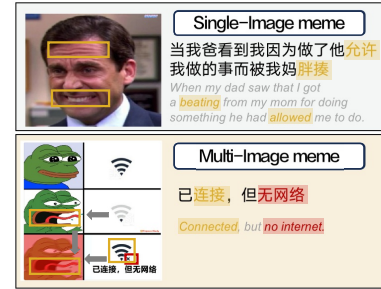 Single-Image meme
当我爸看到我因为做了他允许
我做的事而被我妈胖揍
When my dad saw that I got
a beating from my mom for doing
something he had allowed me to do.
Multi-Image meme
已连接，但无网络
Connected, but no internet.
已连接，但无网络